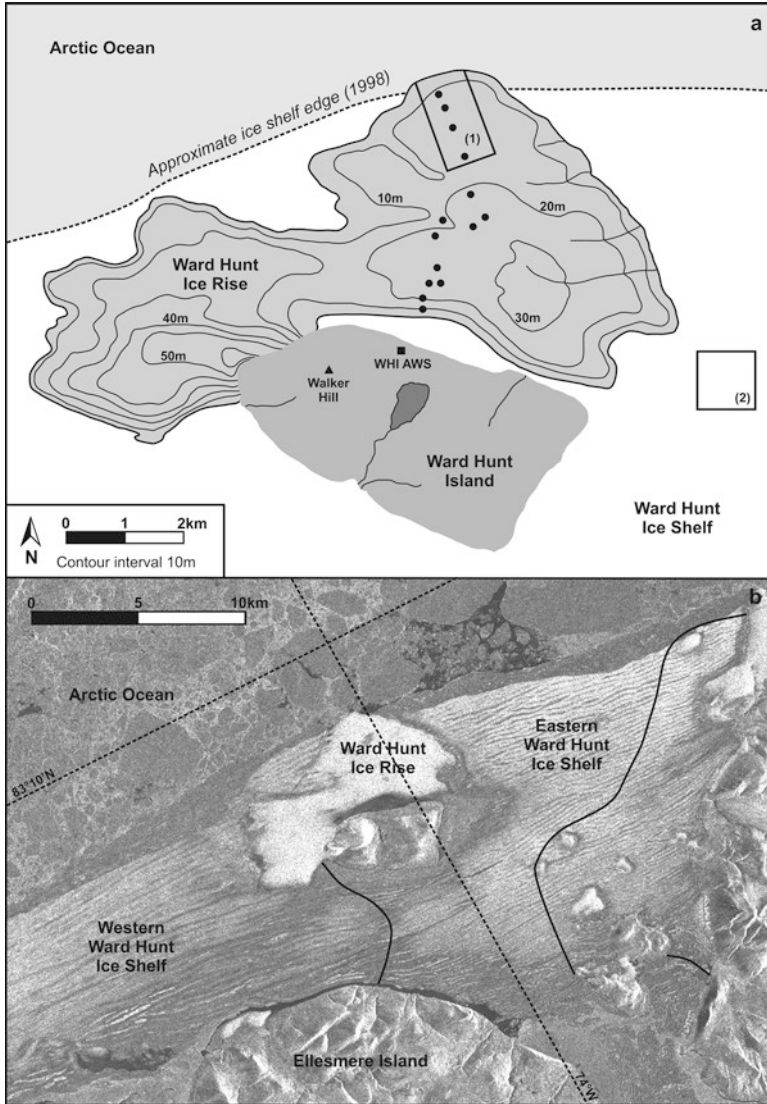 a
Arctic Ocean
Approximate ice shelf edge (1998)
(1)
10m
20m
Ward Hunt
Ice Rise
40m
50m
30m
WHI AWS
Walker
Hill
(2)
Ward Hunt
Island
Ward Hunt
Ice Shelf
0 1 2km
N
Contour interval 10m
b
0 5 10km
Arctic Ocean
Ward Hunt
Ice Rise
Eastern
Ward Hunt
Ice Shelf
83°10'N
Western
Ward Hunt
Ice Shelf
Ellesmere Island
74°W